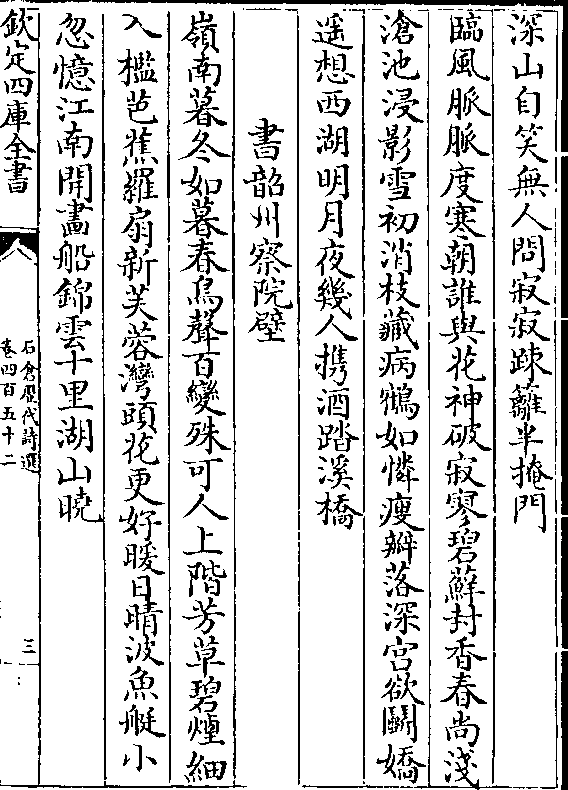 深山自笑無人問寂寂踈籬半掩門
臨風脈脈度寒朝誰與花神破寂寥碧蘚封香春尚淺
滄池浸影雪初消枝藏病鶴如憐瘦瓣落深宫欲鬭嬌
遥想西湖明月夜幾人携酒踏溪橋
書韶州察院壁
嶺南暮冬如暮春鳥聲百變殊可人上階芳草碧煙細
入檻芭蕉羅扇新芙蓉灣頭花更好暖日晴波魚艇小
忽憶江南開畫船錦雲十里湖山曉
欽定四庫全書
石倉歷代詩選
卷四百五十二
三